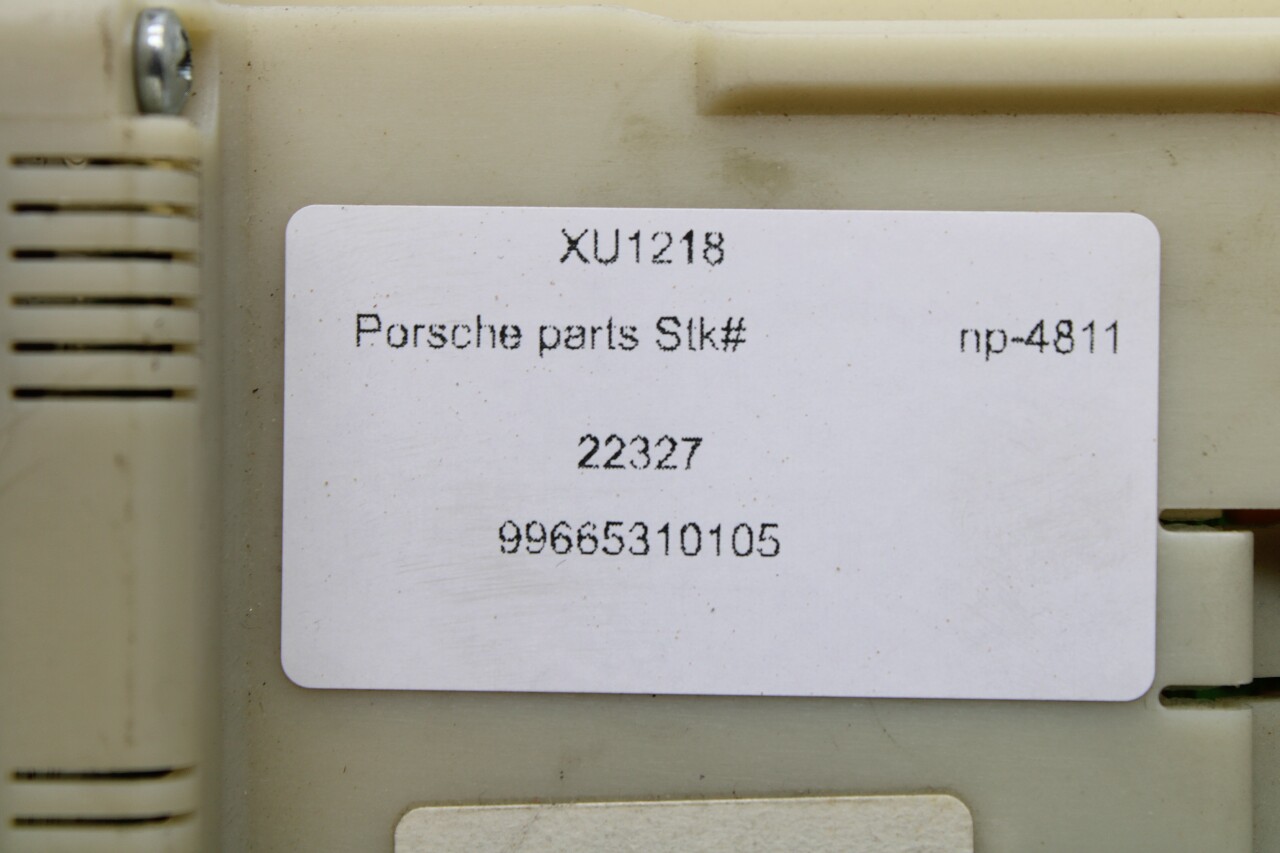 XU1218
Porsche parts Stk# np-4811
22327
99665310105